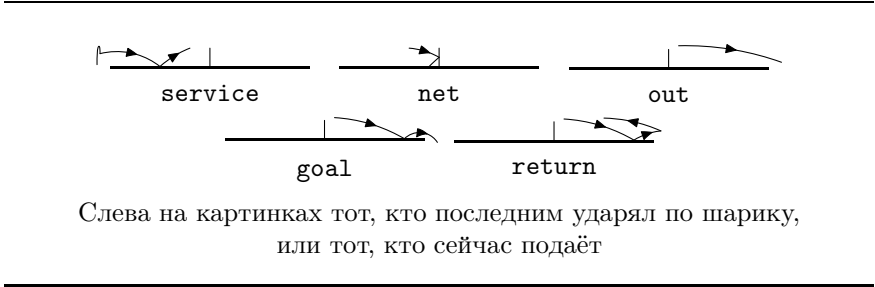 service net out
goal return
Слева на картинках тот, кто последним ударял по шарику,
или тот, кто сейчас подаёт